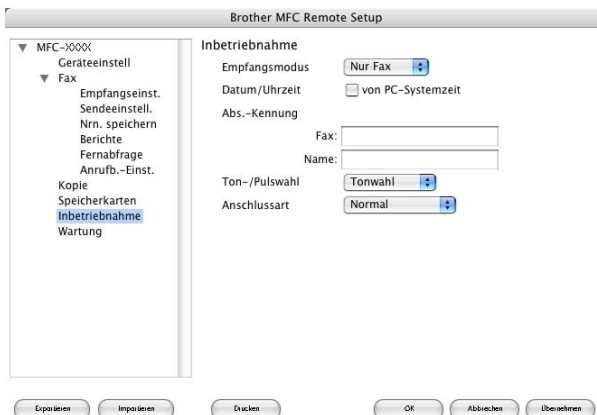 Brother MFC Remote Setup
MFC-XXXX
Geräteeinstell
Fax
Empfangseinst.
Sendeeinstell.
Nrn. speichern
Berichte
Fernabfrage
Anrufb.-Einst.
Kopie
Speicherkarten
Inbetriebnahme
Wartung
Inbetriebnahme
Empfangsmodus Nur Fax
Datum/Uhrzeit von PC-Systemzeit
Abs.-Kennung
Fax:
Name:
Ton-/Pulswahl Tonwahl
Anschlussart Normal
Exportieren Importieren Drucken OK Abbrechen Übernehmen